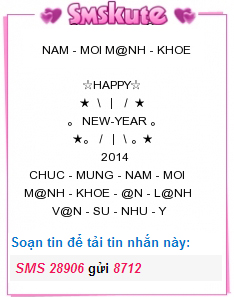 SMSkute
NAM - MOI M@NH - KHOE
☆HAPPY☆
★ \ | / ★
。 NEW-YEAR 。
★。 / | \ 。★
2014
CHUC - MUNG - NAM - MOI
M@NH - KHOE - @N - L@NH
V@N - SU - NHU - Y
Soạn tin để tải tin nhắn này:
SMS 28906 gửi 8712